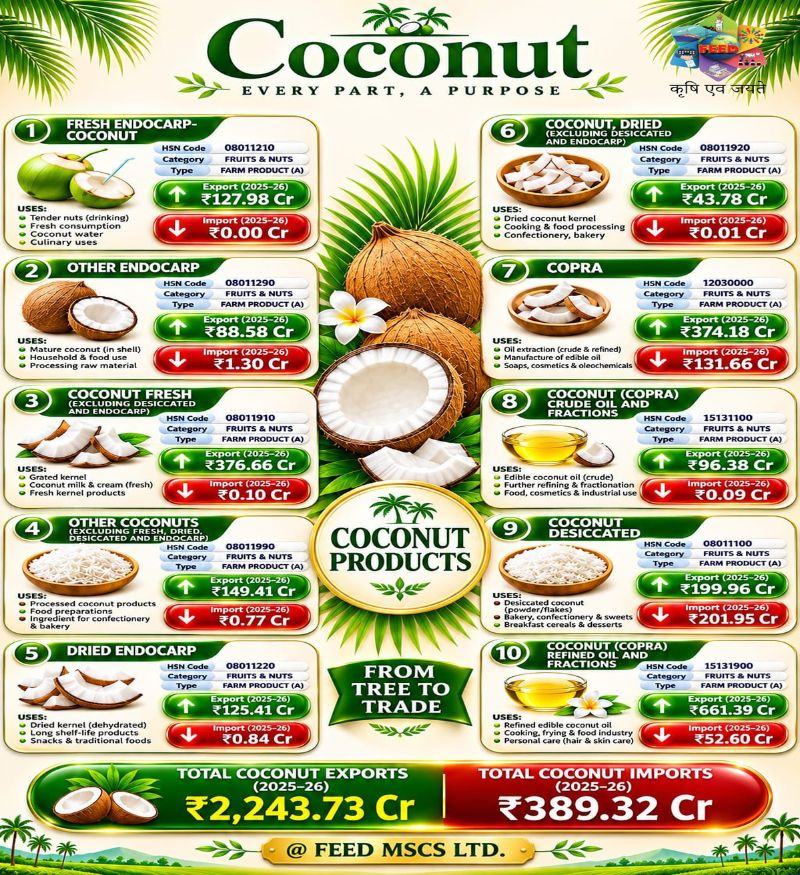 Coconut
EVERY PART, A PURPOSE
FEED
कृषि एव जयते
1 FRESH ENDOCARP-
COCONUT
HSN Code 08011210
Category FRUITS & NUTS
Type FARM PRODUCT (A)
Export (2025-26)
₹127.98 Cr
Import (2025-26)
₹0.00 Cr
USES:
Tender nuts (drinking)
Fresh consumption
Coconut water
Culinary uses
2 OTHER ENDOCARP
HSN Code 08011290
Category FRUITS & NUTS
Type FARM PRODUCT (A)
Export (2025-26)
₹88.58 Cr
Import (2025-26)
₹1.30 Cr
USES:
Mature coconut (in shell)
Household & food use
Processing raw material
3 COCONUT FRESH
(EXCLUDING DESICCATED
AND ENDOCARP)
HSN Code 08011910
Category FRUITS & NUTS
Type FARM PRODUCT (A)
Export (2025-26)
₹376.66 Cr
Import (2025-26)
₹0.10 Cr
USES:
Grated kernel
Coconut milk & cream (fresh)
Fresh kernel products
4 OTHER COCONUTS
(EXCLUDING FRESH, DRIED,
DESICCATED AND ENDOCARP)
HSN Code 08011990
Category FRUITS & NUTS
Type FARM PRODUCT (A)
Export (2025-26)
₹149.41 Cr
Import (2025-26)
₹0.77 Cr
USES:
Processed coconut products
Food preparations
Ingredient for confectionery
& bakery
5 DRIED ENDOCARP
HSN Code 08011220
Category FRUITS & NUTS
Type FARM PRODUCT (A)
Export (2025-26)
₹125.41 Cr
Import (2025-26)
₹0.84 Cr
USES:
Dried kernel (dehydrated)
Long shelf-life products
Snacks & traditional foods
6 COCONUT, DRIED
(EXCLUDING DESICCATED
AND ENDOCARP)
HSN Code 08011920
Category FRUITS & NUTS
Type FARM PRODUCT (A)
Export (2025-26)
₹43.78 Cr
Import (2025-26)
₹0.01 Cr
USES:
Dried coconut kernel
Cooking & food processing
Confectionery, bakery
7 COPRA
HSN Code 12030000
Category FRUITS & NUTS
Type FARM PRODUCT (A)
Export (2025-26)
₹374.18 Cr
Import (2025-26)
₹131.66 Cr
USES:
Oil extraction (crude & refined)
Manufacture of edible oil
Soaps, cosmetics & oleochemicals
8 COCONUT (COPRA)
CRUDE OIL AND
FRACTIONS
HSN Code 15131100
Category FRUITS & NUTS
Type FARM PRODUCT (A)
Export (2025-26)
₹96.38 Cr
Import (2025-26)
₹0.09 Cr
USES:
Edible coconut oil (crude)
Further refining & fractionation
Food, cosmetics & industrial use
9 COCONUT
DESICCATED
HSN Code 08011100
Category FRUITS & NUTS
Type FARM PRODUCT (A)
Export (2025-26)
₹199.96 Cr
Import (2025-26)
₹201.95 Cr
USES:
Desiccated coconut
(powder/flakes)
Bakery, confectionery & sweets
Breakfast cereals & desserts
10 COCONUT (COPRA)
REFINED OIL AND
FRACTIONS
HSN Code 15131900
Category FRUITS & NUTS
Type FARM PRODUCT (A)
Export (2025-26)
₹661.39 Cr
Import (2025-26)
₹52.60 Cr
USES:
Refined edible coconut oil
Cooking, frying & food industry
Personal care (hair & skin care)
COCONUT
PRODUCTS
FROM
TREE TO
TRADE
TOTAL COCONUT EXPORTS
(2025-26)
₹2,243.73 Cr
TOTAL COCONUT IMPORTS
(2025-26)
₹389.32 Cr
@ FEED MSCS LTD.